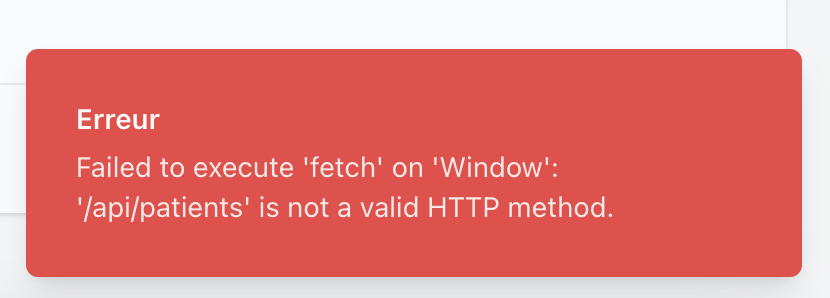 Erreur
Failed to execute 'fetch' on 'Window':
'/api/patients' is not a valid HTTP method.